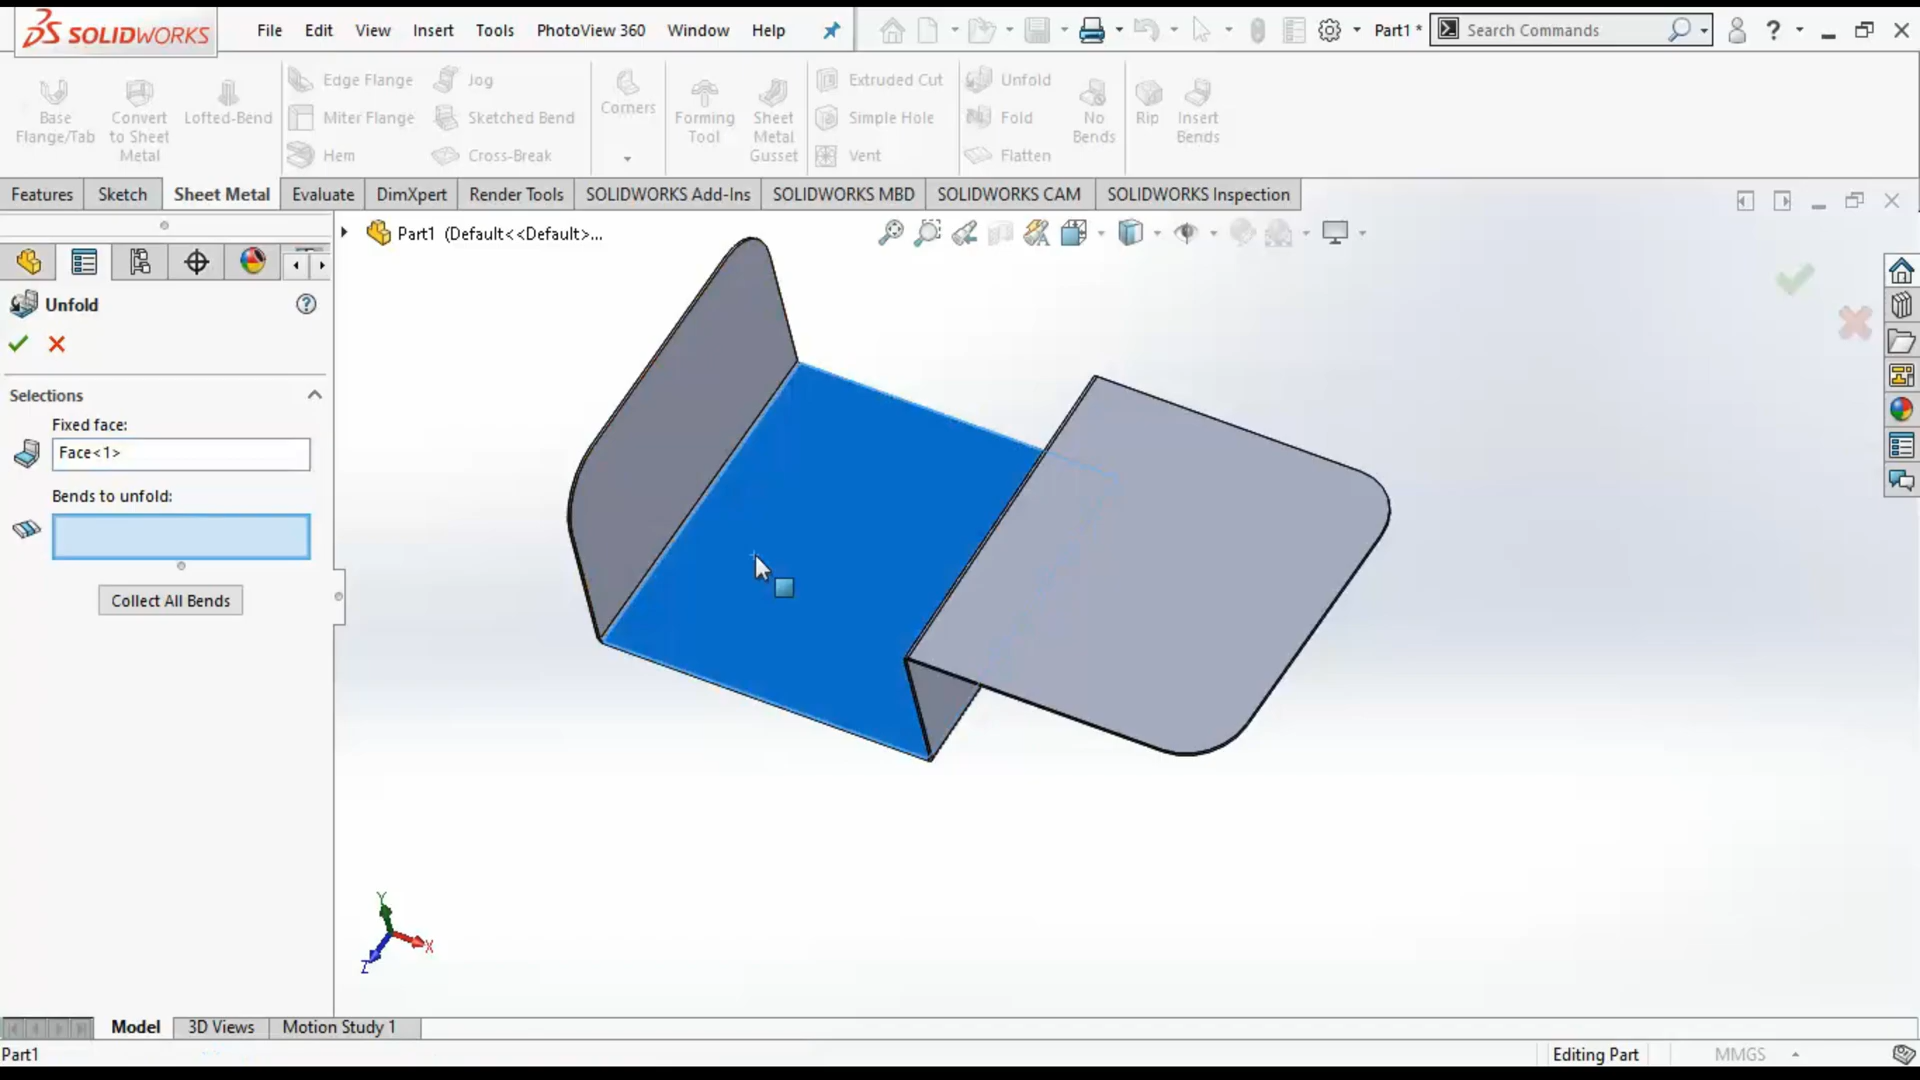 SOLIDWORKS
File Edit View Insert Tools PhotoView 360 Window Help
Part1 *
Search Commands
Base Flange/Tab
Convert to Sheet Metal
Lofted-Bend
Edge Flange
Miter Flange
Hem
Jog
Sketched Bend
Cross-Break
Corners
Forming Tool
Sheet Metal Gusset
Extruded Cut
Simple Hole
Vent
Unfold
Fold
Flatten
No Bends
Rip
Insert Bends
Features Sketch Sheet Metal Evaluate DimXpert Render Tools SOLIDWORKS Add-Ins SOLIDWORKS MBD SOLIDWORKS CAM SOLIDWORKS Inspection
Part1 (Default<<Default>...
Unfold
Selections
Fixed face:
Face<1>
Bends to unfold:
Collect All Bends
Y
X
Z
Model 3D Views Motion Study 1
Part1
Editing Part
MMGS